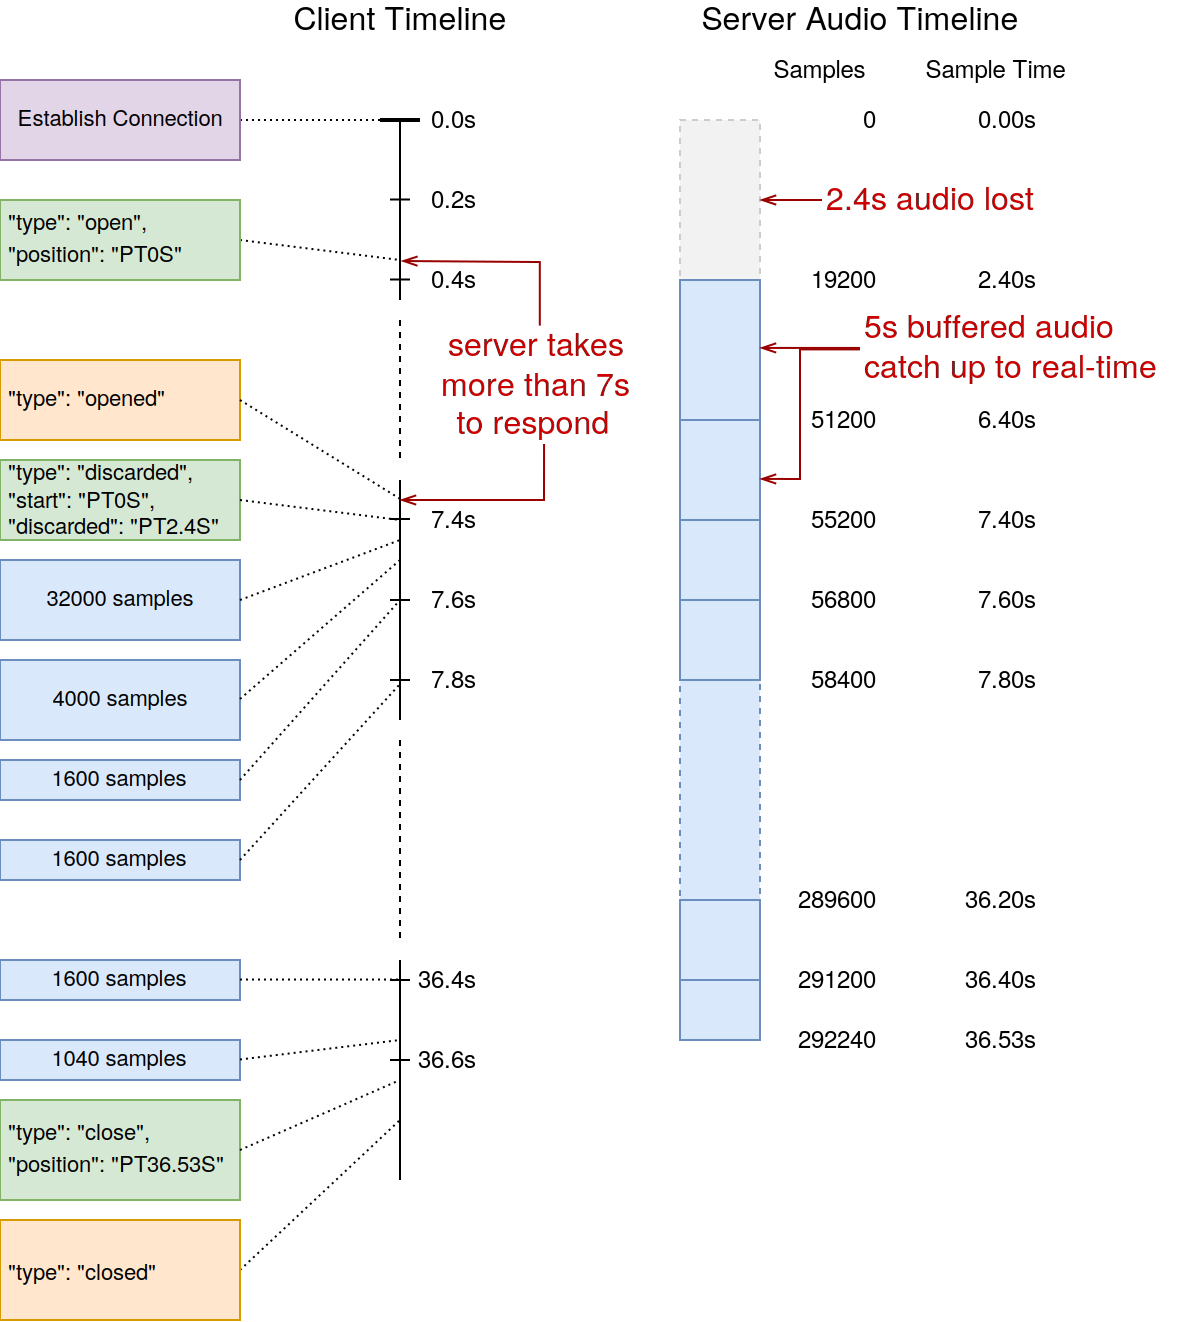 Client Timeline
Server Audio Timeline
Samples
Sample Time
Establish Connection
0.0s
0
0.00s
0.2s
2.4s audio lost
"type": "open",
"position": "PT0S"
0.4s
19200
2.40s
server takes
more than 7s
to respond
5s buffered audio
catch up to real-time
"type": "opened"
51200
6.40s
"type": "discarded",
"start": "PT0S",
"discarded": "PT2.4S"
7.4s
55200
7.40s
32000 samples
7.6s
56800
7.60s
4000 samples
7.8s
58400
7.80s
1600 samples
1600 samples
289600
36.20s
1600 samples
36.4s
291200
36.40s
1040 samples
36.6s
292240
36.53s
"type": "close",
"position": "PT36.53S"
"type": "closed"